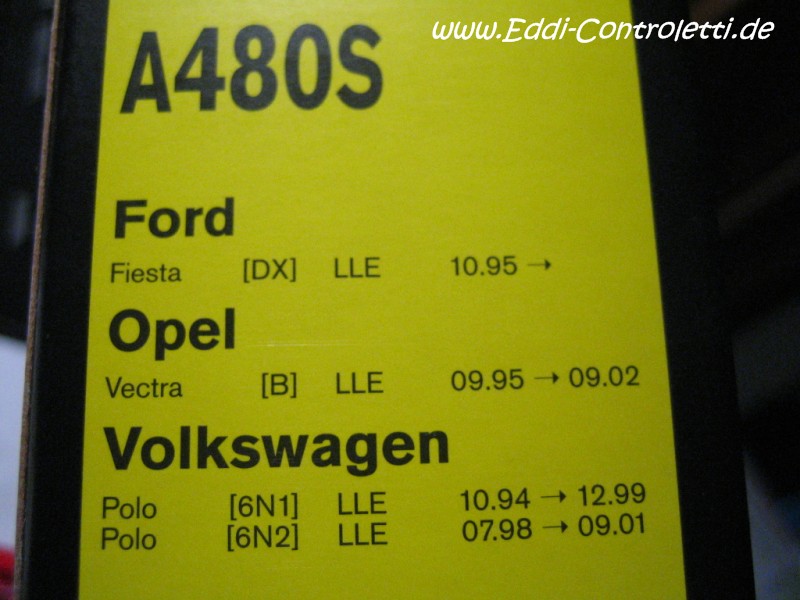 www.Eddi-Controletti.de
A480S
Ford
Fiesta [DX] LLE 10.95 →
Opel
Vectra [B] LLE 09.95 → 09.02
Volkswagen
Polo [6N1] LLE 10.94 → 12.99
Polo [6N2] LLE 07.98 → 09.01